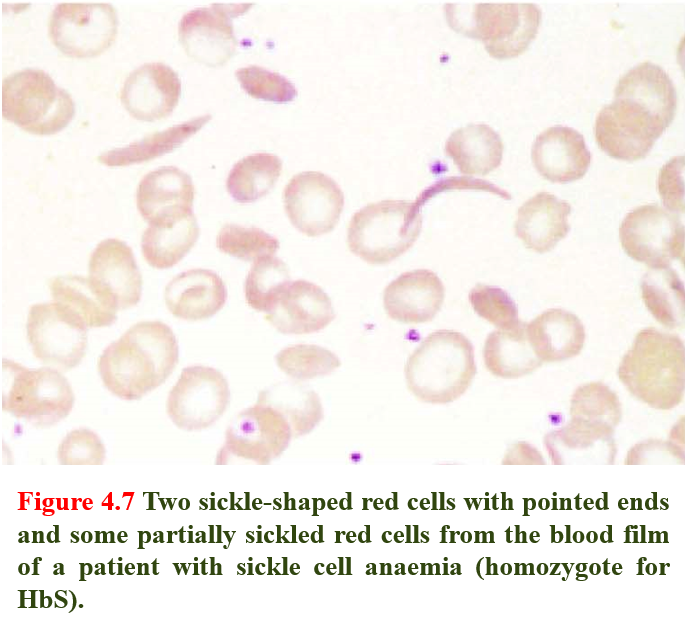 Figure 4.7 Two sickle-shaped red cells with pointed ends
and some partially sickled red cells from the blood film
of a patient with sickle cell anaemia (homozygote for
HbS).